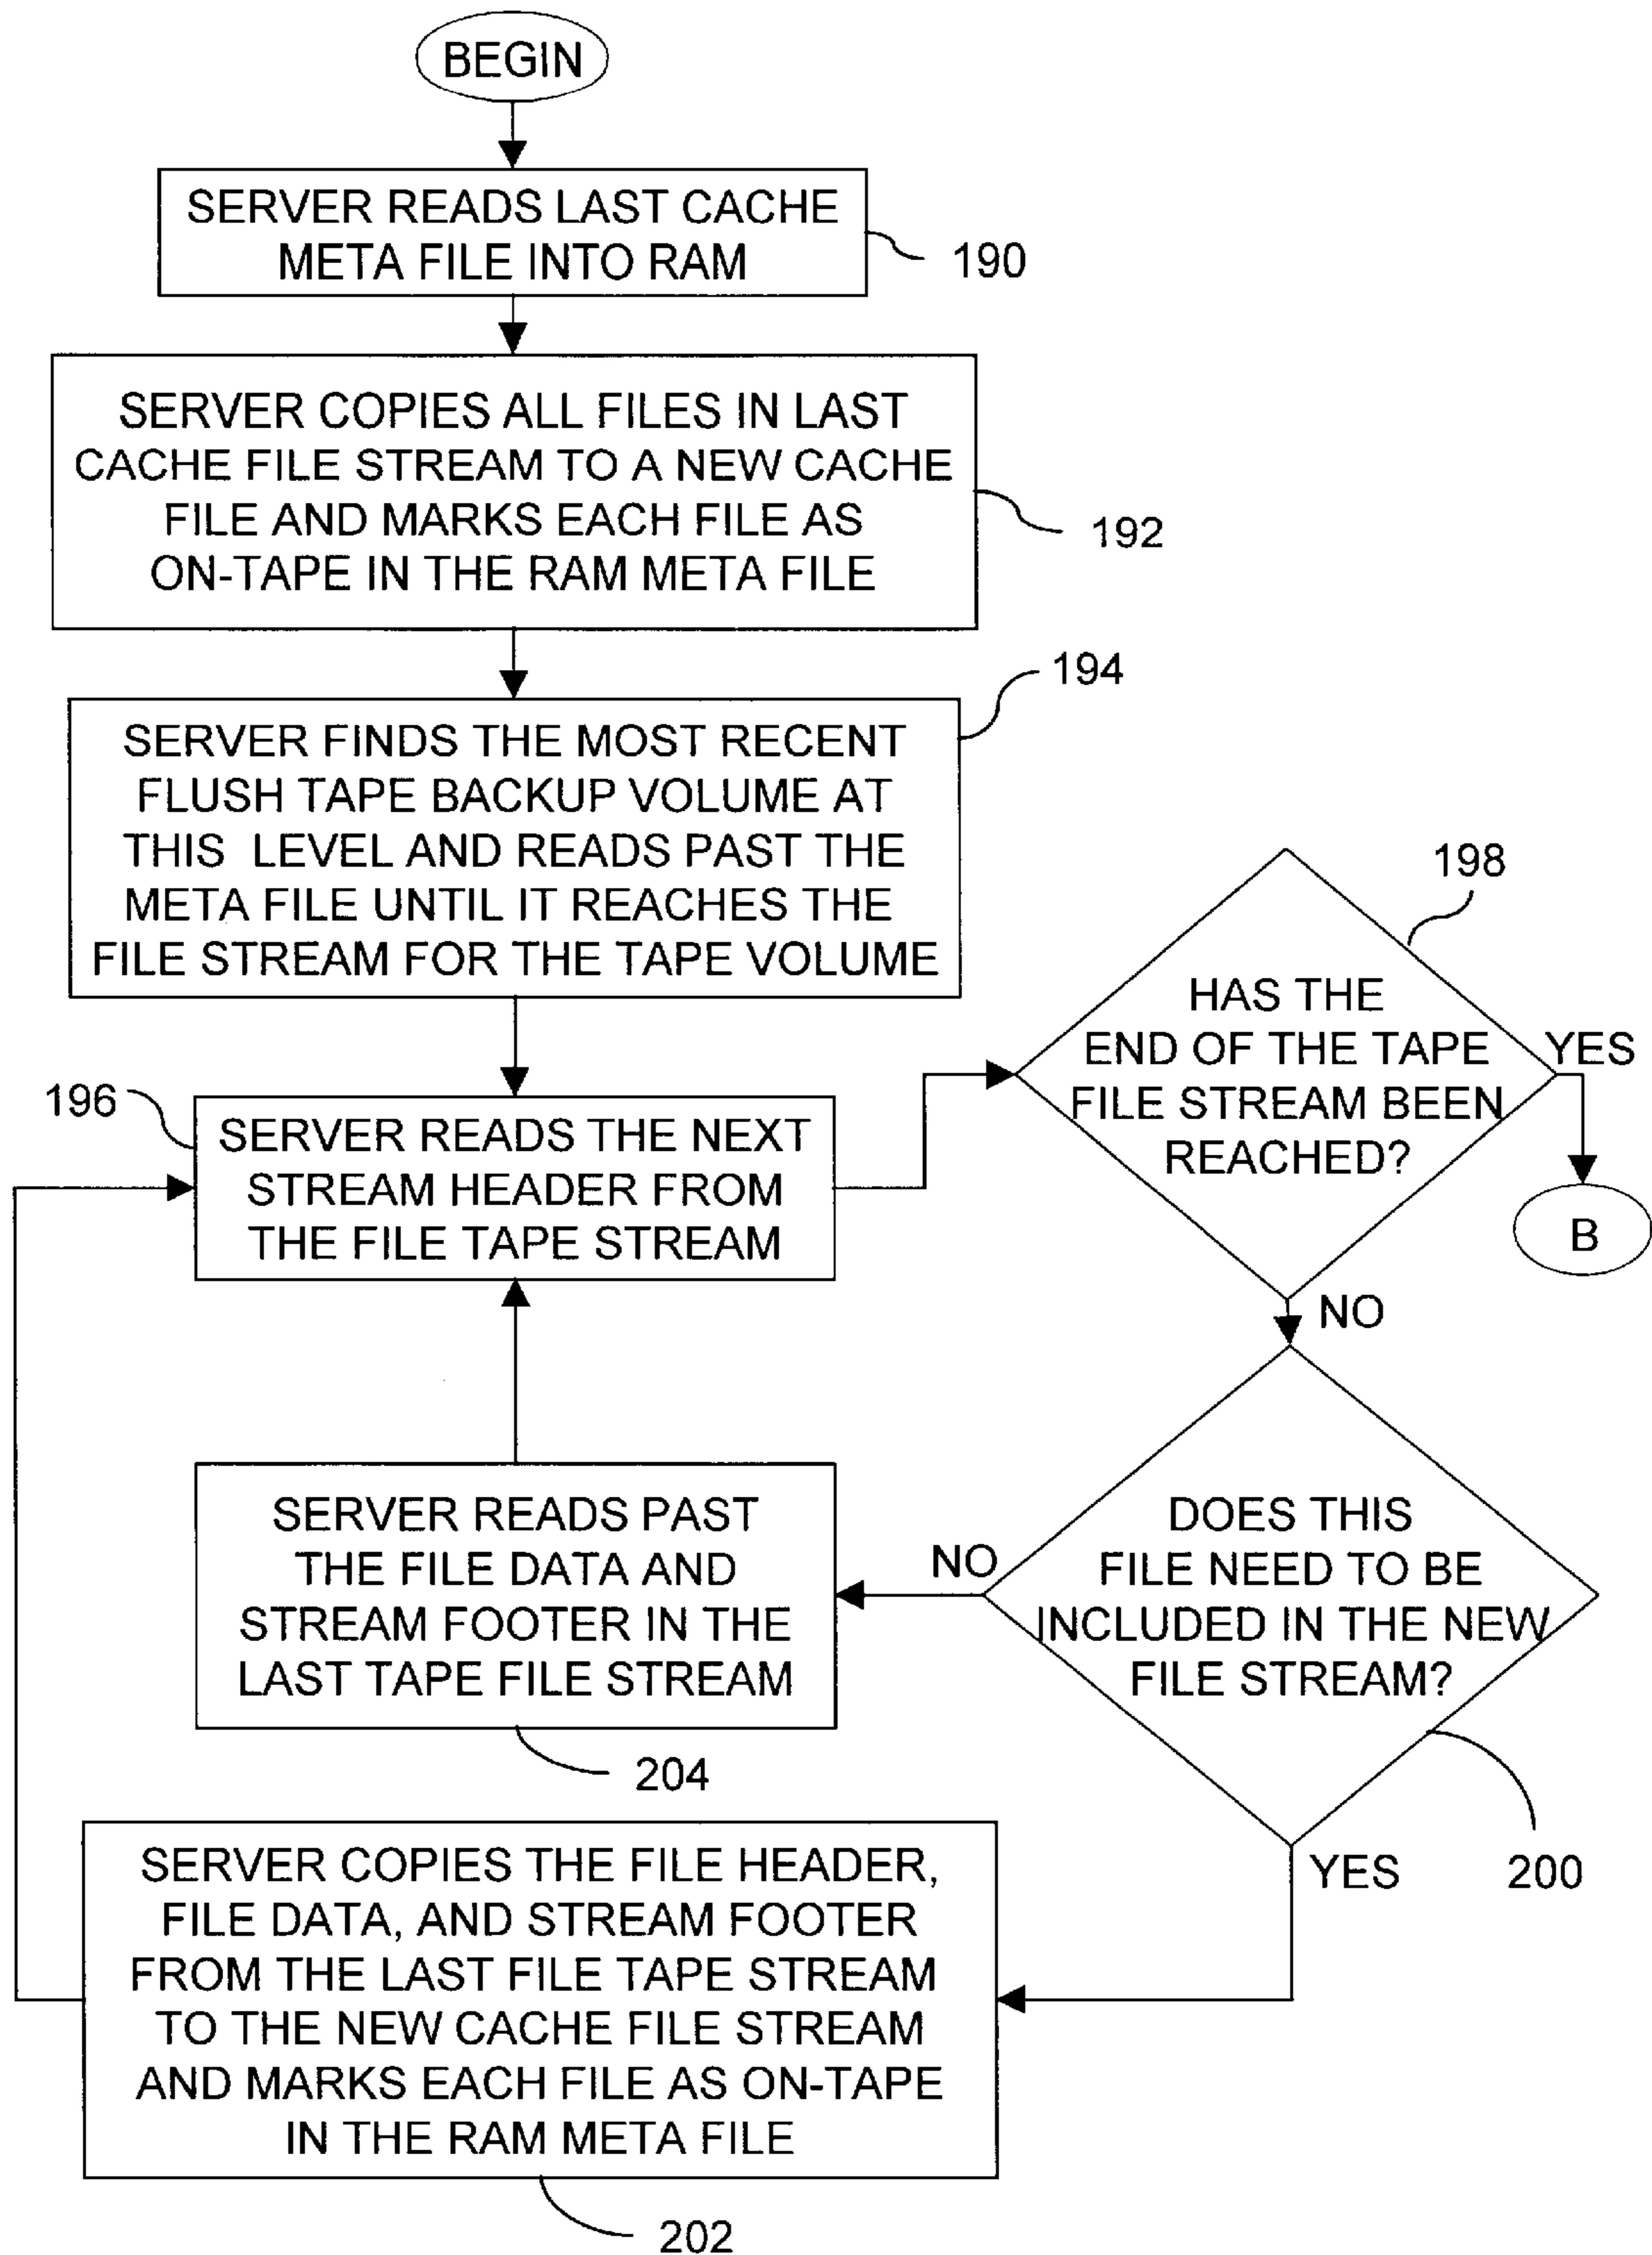 BEGIN
SERVER READS LAST CACHE
META FILE INTO RAM
190
SERVER COPIES ALL FILES IN LAST
CACHE FILE STREAM TO A NEW CACHE
FILE AND MARKS EACH FILE AS
ON-TAPE IN THE RAM META FILE
192
SERVER FINDS THE MOST RECENT
FLUSH TAPE BACKUP VOLUME AT
THIS LEVEL AND READS PAST THE
META FILE UNTIL IT REACHES THE
FILE STREAM FOR THE TAPE VOLUME
194
196
SERVER READS THE NEXT
STREAM HEADER FROM
THE FILE TAPE STREAM
198
HAS THE
END OF THE TAPE
FILE STREAM BEEN
REACHED?
YES
B
NO
DOES THIS
FILE NEED TO BE
INCLUDED IN THE NEW
FILE STREAM?
200
NO
SERVER READS PAST
THE FILE DATA AND
STREAM FOOTER IN THE
LAST TAPE FILE STREAM
204
YES
SERVER COPIES THE FILE HEADER,
FILE DATA, AND STREAM FOOTER
FROM THE LAST FILE TAPE STREAM
TO THE NEW CACHE FILE STREAM
AND MARKS EACH FILE AS ON-TAPE
IN THE RAM META FILE
202